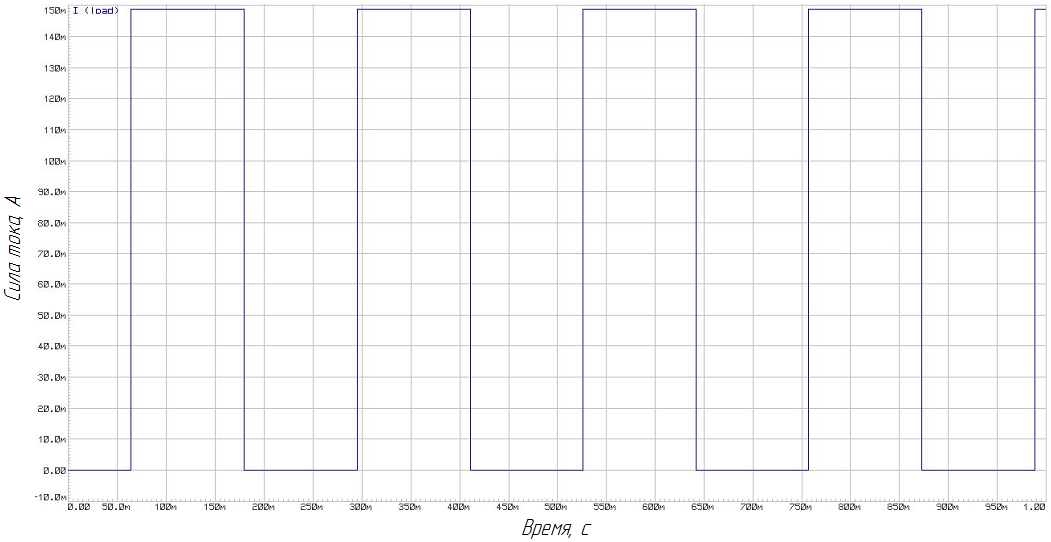 150м I (load)
140м
130м
120м
110м
100м
90.0м
80.0м
70.0м
60.0м
50.0м
40.0м
30.0м
20.0м
10.0м
0.00
-10.0м
Сила тока, А
0.00 50.0м 100м 150м 200м 250м 300м 350м 400м 450м 500м 550м 600м 650м 700м 750м 800м 850м 900м 950м 1.00
Время, с